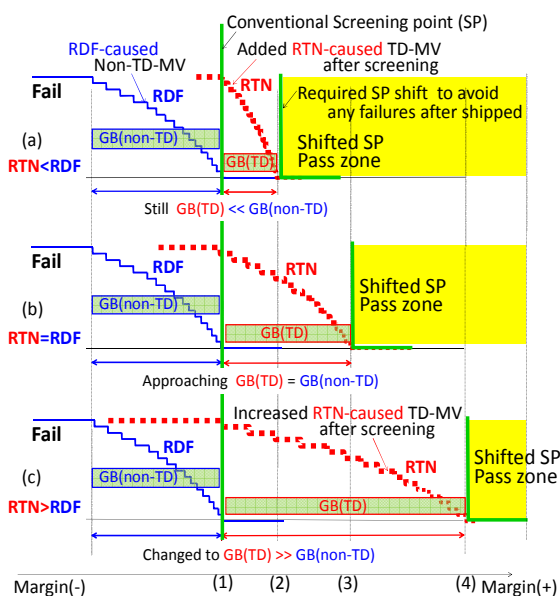 Conventional Screening point (SP)
RDF-caused
Non-TD-MV
Added RTN-caused TD-MV
after screening
Fail
RDF
RTN
Required SP shift to avoid
any failures after shipped
(a)
GB(non-TD)
GB(TD)
Shifted SP
Pass zone
RTN<RDF
Still GB(TD) << GB(non-TD)
Fail
RDF
RTN
Shifted SP
Pass zone
(b)
GB(non-TD)
GB(TD)
RTN=RDF
Approaching GB(TD) = GB(non-TD)
Increased RTN-caused TD-MV
after screening
Fail
RDF
RTN
Shifted SP
Pass zone
(c)
GB(non-TD)
GB(TD)
RTN>RDF
Changed to GB(TD) >> GB(non-TD)
Margin(-) (1) (2) (3) (4) Margin(+)